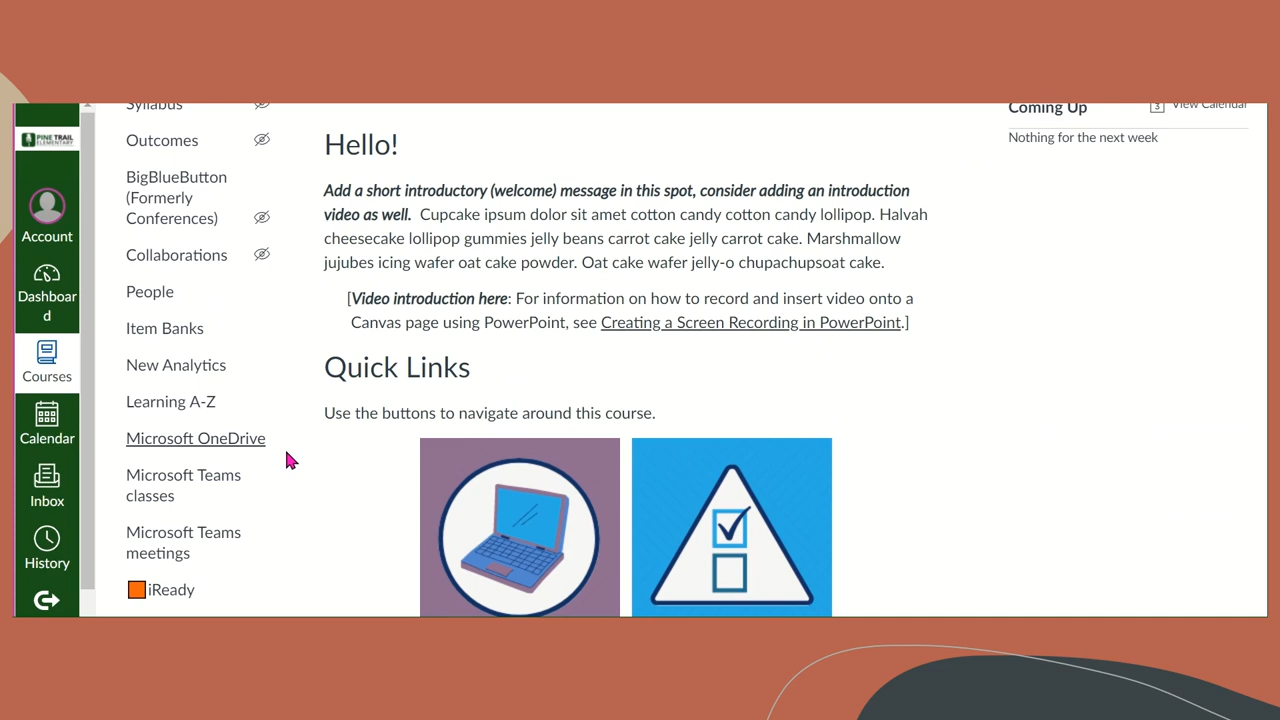 PINE TRAIL
ELEMENTARY
Account
Dashboar
d
Courses
Calendar
Inbox
History
Syllabus
Outcomes
BigBlueButton
(Formerly
Conferences)
Collaborations
People
Item Banks
New Analytics
Learning A-Z
Microsoft OneDrive
Microsoft Teams
classes
Microsoft Teams
meetings
iReady
Hello!
Add a short introductory (welcome) message in this spot, consider adding an introduction
video as well. Cupcake ipsum dolor sit amet cotton candy cotton candy lollipop. Halvah
cheesecake lollipop gummies jelly beans carrot cake jelly carrot cake. Marshmallow
jujubes icing wafer oat cake powder. Oat cake wafer jelly-o chupachupsoat cake.
[Video introduction here: For information on how to record and insert video onto a
Canvas page using PowerPoint, see Creating a Screen Recording in PowerPoint.]
Quick Links
Use the buttons to navigate around this course.
Coming Up
3 View Calendar
Nothing for the next week